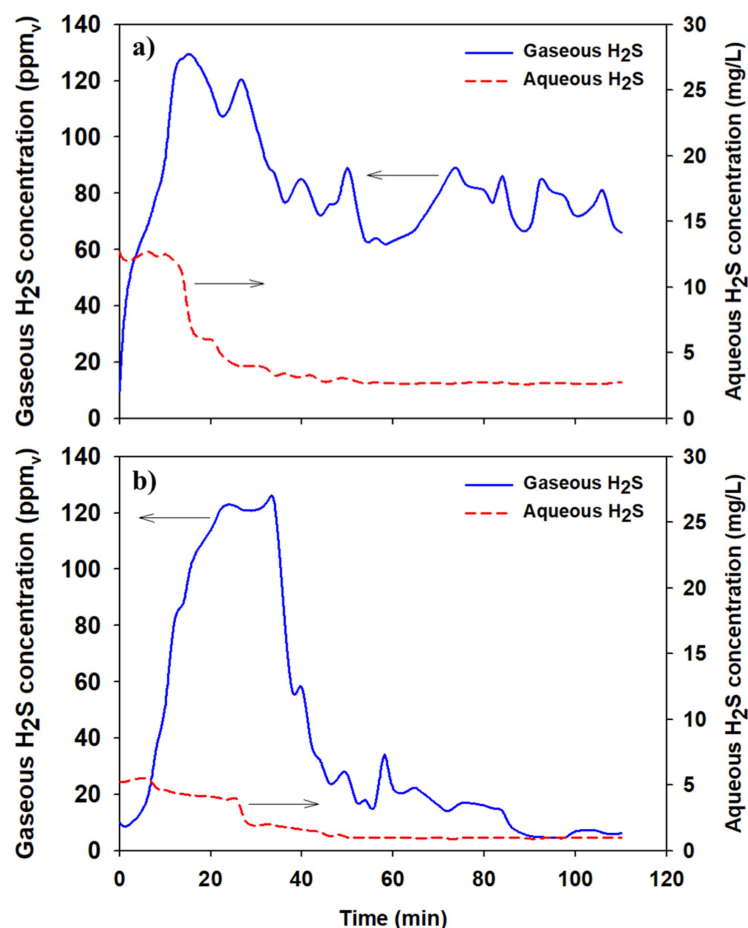 a)
Gaseous H2S
Aqueous H2S
Gaseous H2S concentration (ppmv)
140
120
100
80
60
40
20
0
Aqueous H2S concentration (mg/L)
30
25
20
15
10
5
0
b)
Gaseous H2S
Aqueous H2S
Gaseous H2S concentration (ppmv)
140
120
100
80
60
40
20
0
Aqueous H2S concentration (mg/L)
30
25
20
15
10
5
0
0 20 40 60 80 100 120
Time (min)